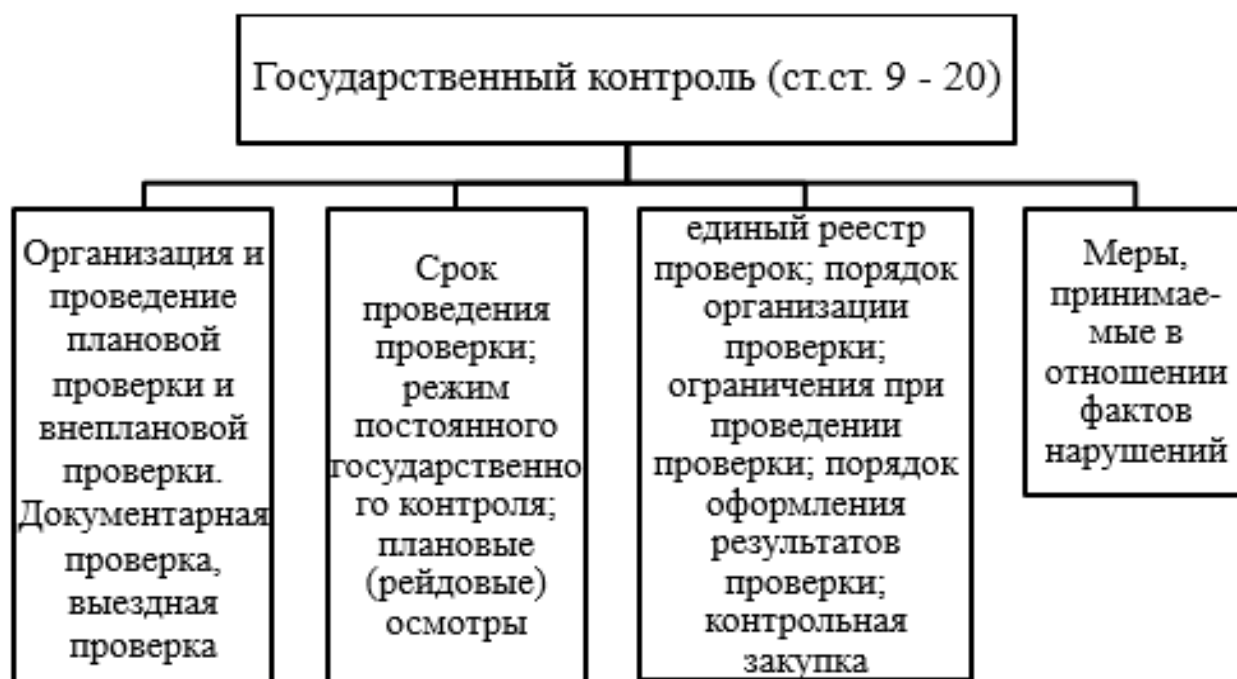 Государственный контроль (ст.ст. 9 - 20)
Организация и
проведение
плановой
проверки и
внеплановой
проверки.
Документарная
проверка,
выездная
проверка
Срок
проведения
проверки;
режим
постоянного
государственно
го контроля;
плановые
(рейдовые)
осмотры
единый реестр
проверок; порядок
организации
проверки;
ограничения при
проведении
проверки; порядок
оформления
результатов
проверки;
контрольная
закупка
Меры,
принимае-
мые в
отношении
фактов
нарушений